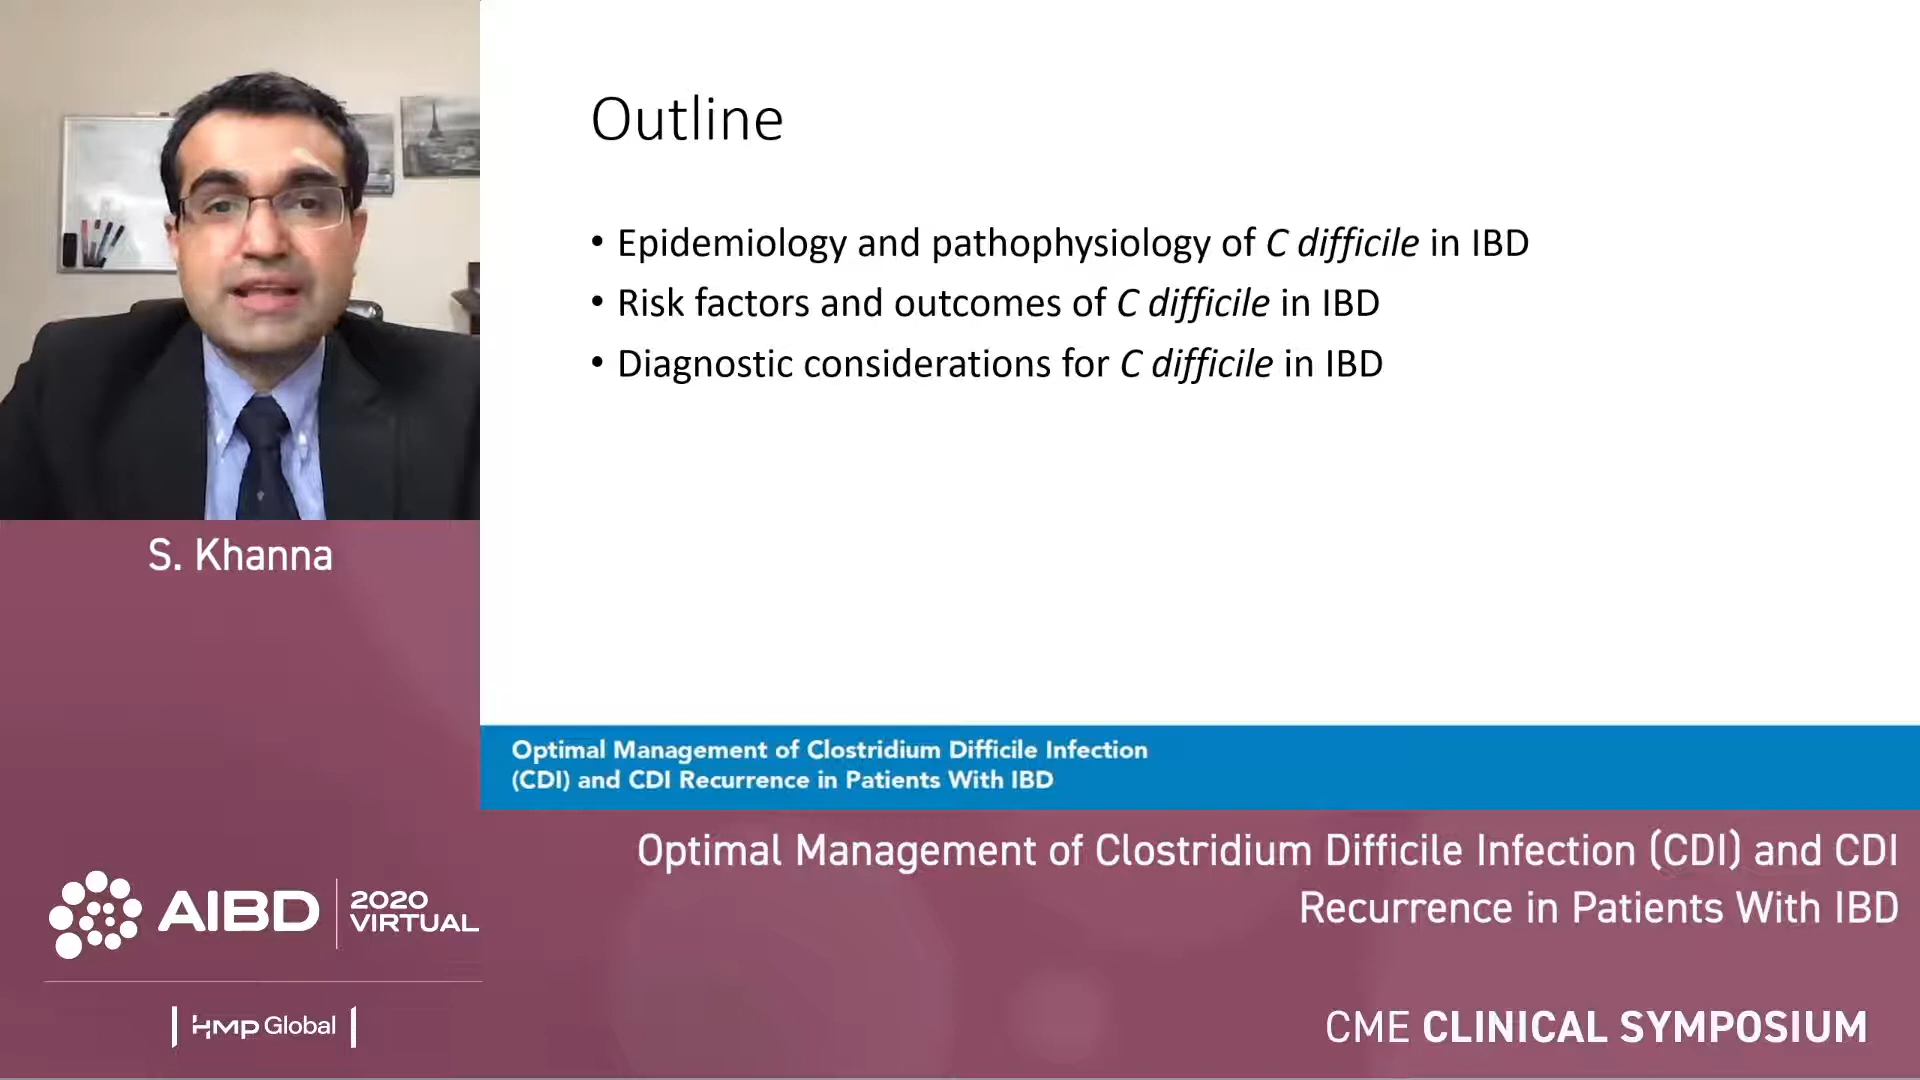 Outline
• Epidemiology and pathophysiology of C difficile in IBD
• Risk factors and outcomes of C difficile in IBD
• Diagnostic considerations for C difficile in IBD
S. Khanna
Optimal Management of Clostridium Difficile Infection
(CDI) and CDI Recurrence in Patients With IBD
Optimal Management of Clostridium Difficile Infection (CDI) and CDI
Recurrence in Patients With IBD
AIBD
2020
VIRTUAL
HMP Global
CME CLINICAL SYMPOSIUM